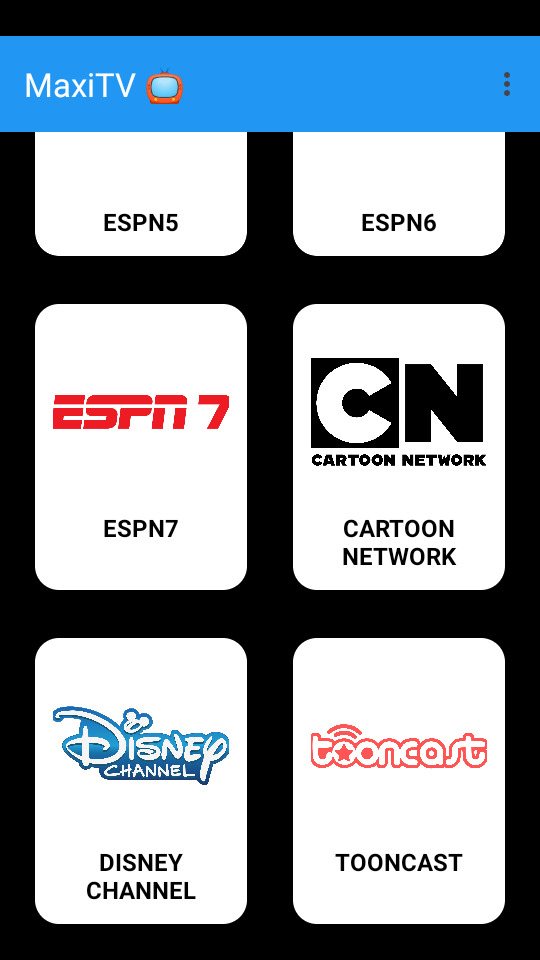 MaxiTV 📺
ESPN5
ESPN6
ESPN 7
CN
CARTOON NETWORK
ESPN7
CARTOON
NETWORK
Disney
CHANNEL
tooncast
DISNEY
CHANNEL
TOONCAST